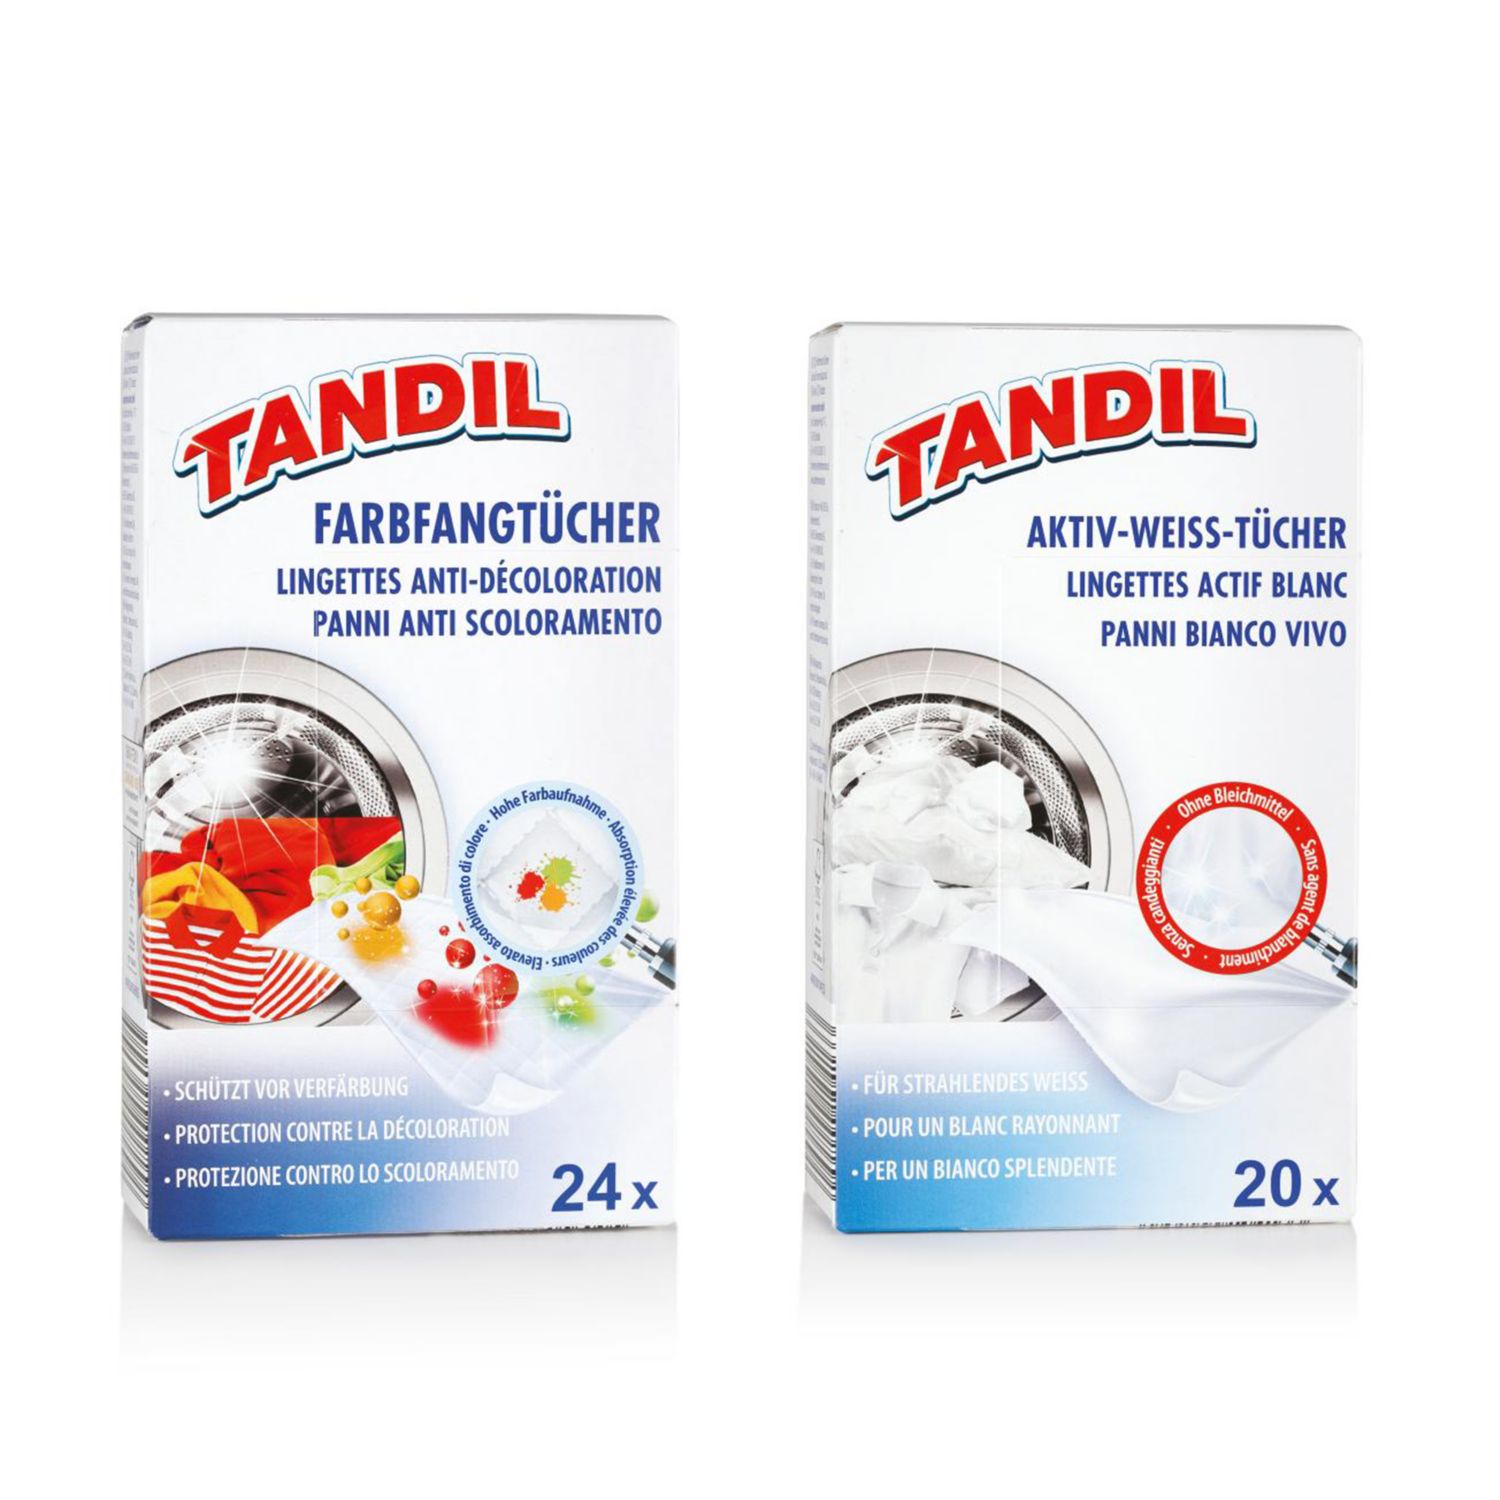 TANDIL
FARBFANGTÜCHER
LINGETTES ANTI-DÉCOLORATION
PANNI ANTI SCOLORAMENTO
Hohe Farbaufnahme · Absorption élevée des couleurs · Elevato assorbimento di colore ·
• SCHÜTZT VOR VERFÄRBUNG
• PROTECTION CONTRE LA DÉCOLORATION
• PROTEZIONE CONTRO LO SCOLORAMENTO
24 x
TANDIL
AKTIV-WEISS-TÜCHER
LINGETTES ACTIF BLANC
PANNI BIANCO VIVO
Ohne Bleichmittel · Sans agent de blanchiment · Senza candeggianti ·
• FÜR STRAHLENDES WEISS
• POUR UN BLANC RAYONNANT
• PER UN BIANCO SPLENDENTE
20 x